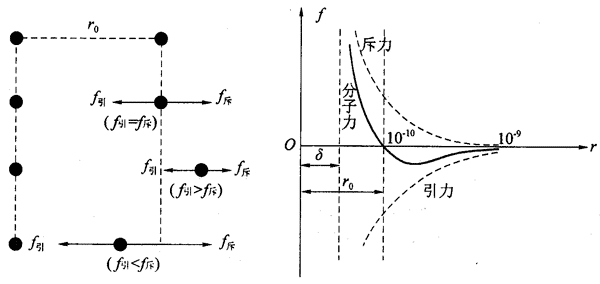 r₀
f引 f斥
(f引=f斥)
f引 f斥
(f引>f斥)
f引 f斥
(f引<f斥)
f
斥力
分子力
10⁻¹⁰
10⁻⁹
O
r
δ
r₀
引力